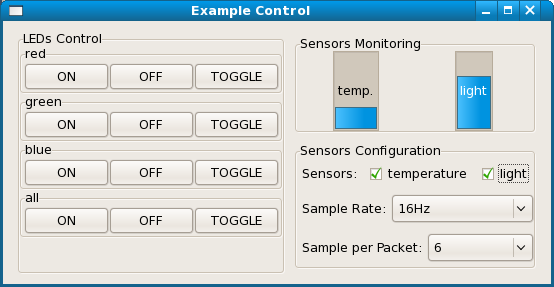 Example Control
LEDs Control
red
ON OFF TOGGLE
green
ON OFF TOGGLE
blue
ON OFF TOGGLE
all
ON OFF TOGGLE
Sensors Monitoring
temp. light
Sensors Configuration
Sensors: temperature light
Sample Rate: 16Hz
Sample per Packet: 6